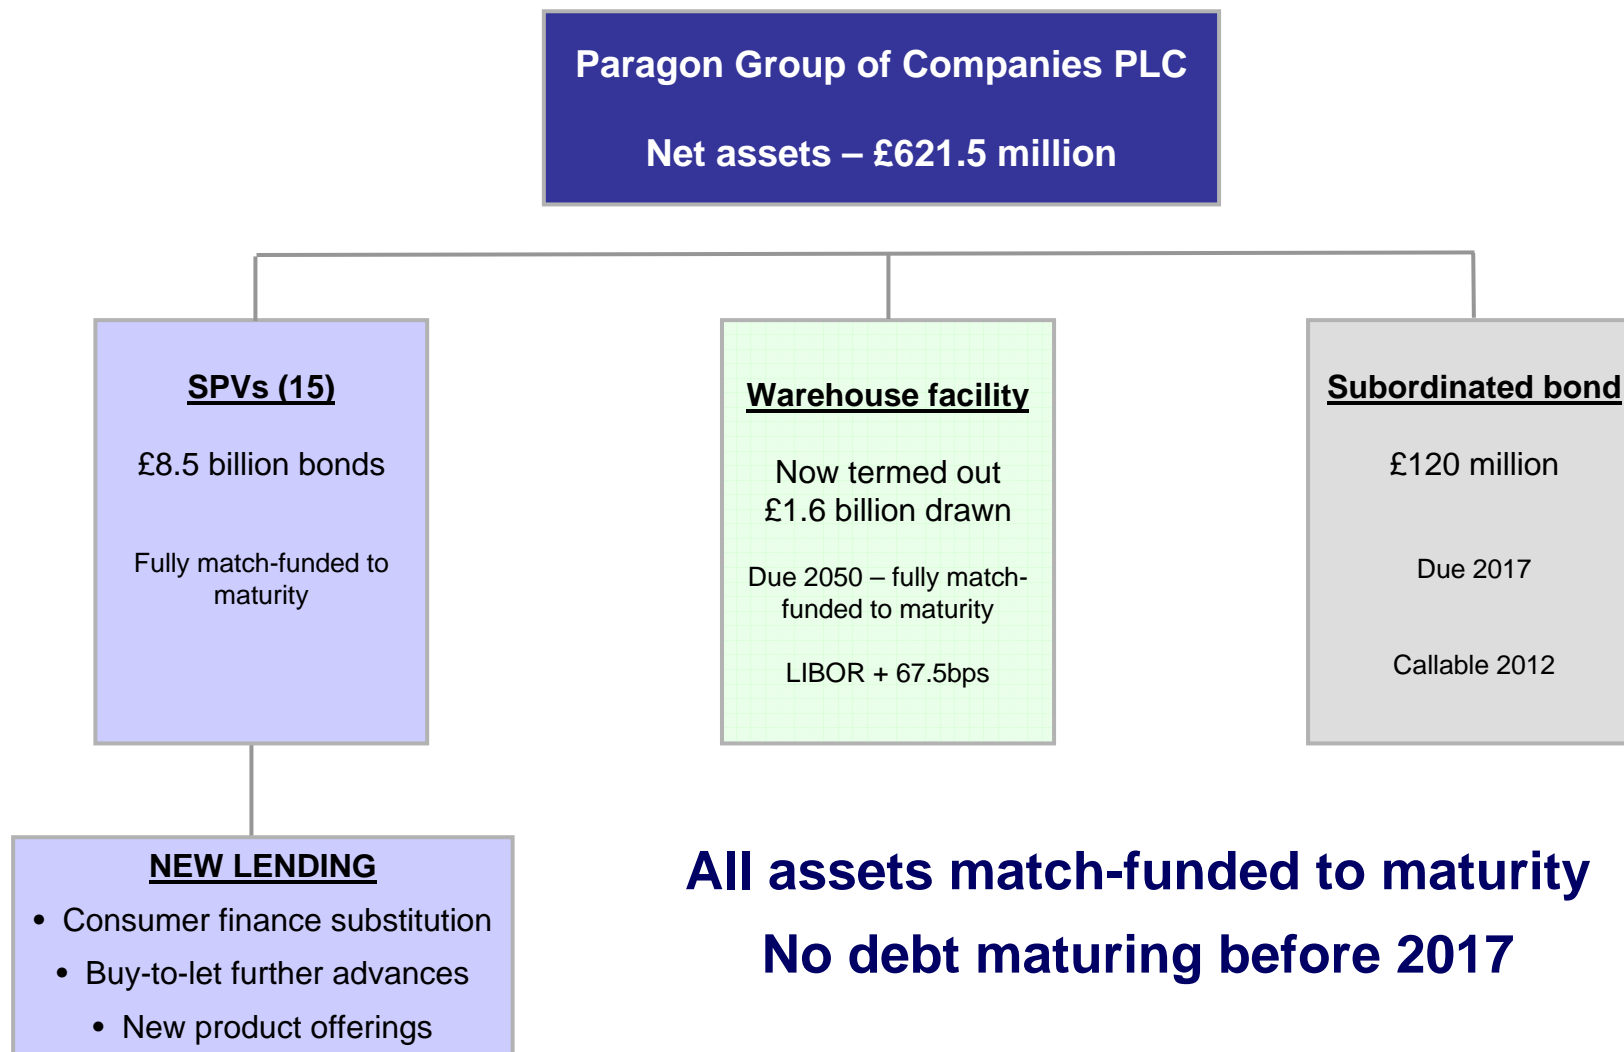 Paragon Group of Companies PLC
Net assets – £621.5 million
SPVs (15)
£8.5 billion bonds
Fully match-funded to
maturity
Warehouse facility
Now termed out
£1.6 billion drawn
Due 2050 – fully match-
funded to maturity
LIBOR + 67.5bps
Subordinated bond
£120 million
Due 2017
Callable 2012
NEW LENDING
• Consumer finance substitution
• Buy-to-let further advances
• New product offerings
All assets match-funded to maturity
No debt maturing before 2017